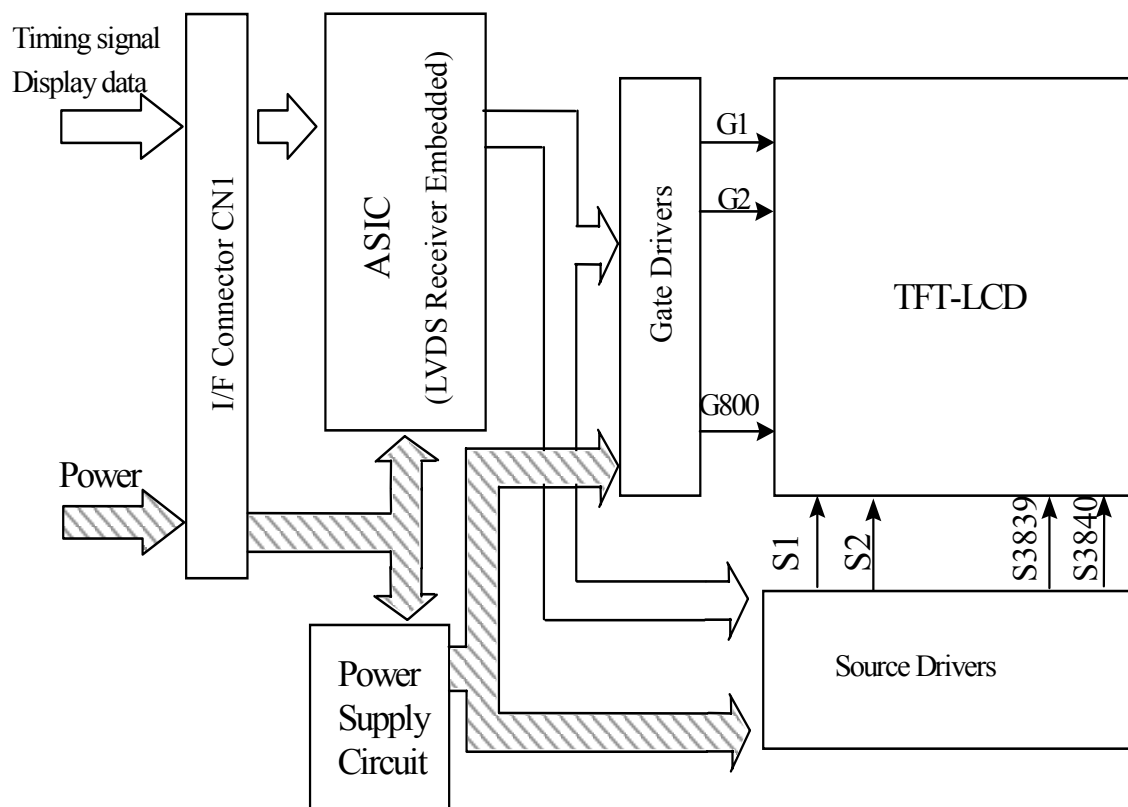 Timing signal
Display data
Power
I/F Connector CN1
ASIC
(LVDS Receiver Embedded)
Power
Supply
Circuit
Gate Drivers
G1
G2
G800
TFT-LCD
S1
S2
S3839
S3840
Source Drivers